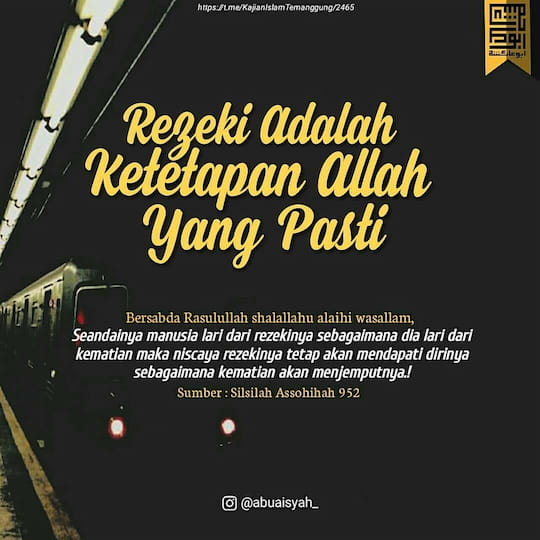 https://t.me/KajianIslamTemanggung/2465
Rezeki Adalah
Ketetapan Allah
Yang Pasti
Bersabda Rasulullah shalallahu alaihi wasallam,
Seandainya manusia lari dari rezekinya sebagaimana dia lari dari
kematian maka niscaya rezekinya tetap akan mendapati dirinya
sebagaimana kematian akan menjemputnya.!
Sumber : Silsilah Assohihah 952
@abuaisyah_